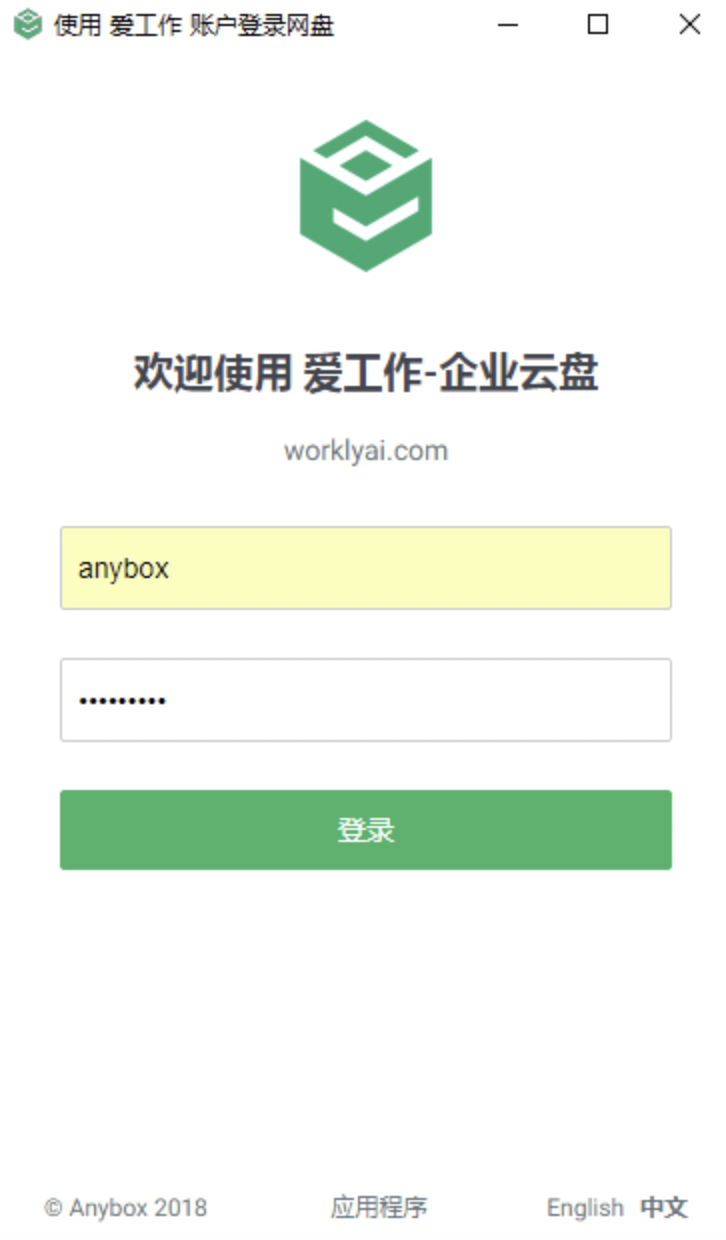 使用 爱工作 账户登录网盘
欢迎使用 爱工作-企业云盘
worklyai.com
anybox
•••••••••
登录
© Anybox 2018 应用程序 English 中文